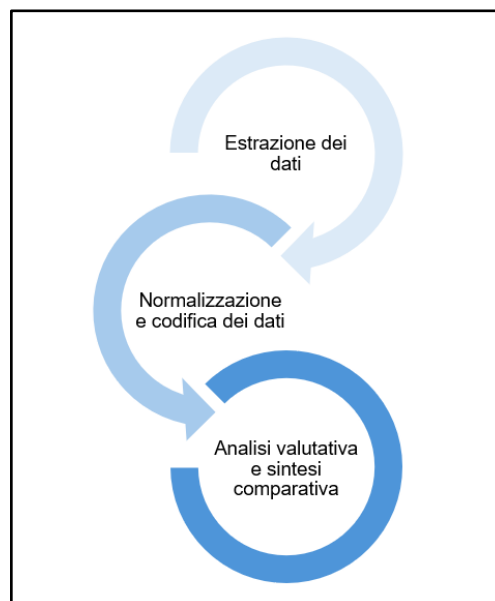 Estrazione dei
dati
Normalizzazione
e codifica dei dati
Analisi valutativa
e sintesi
comparativa